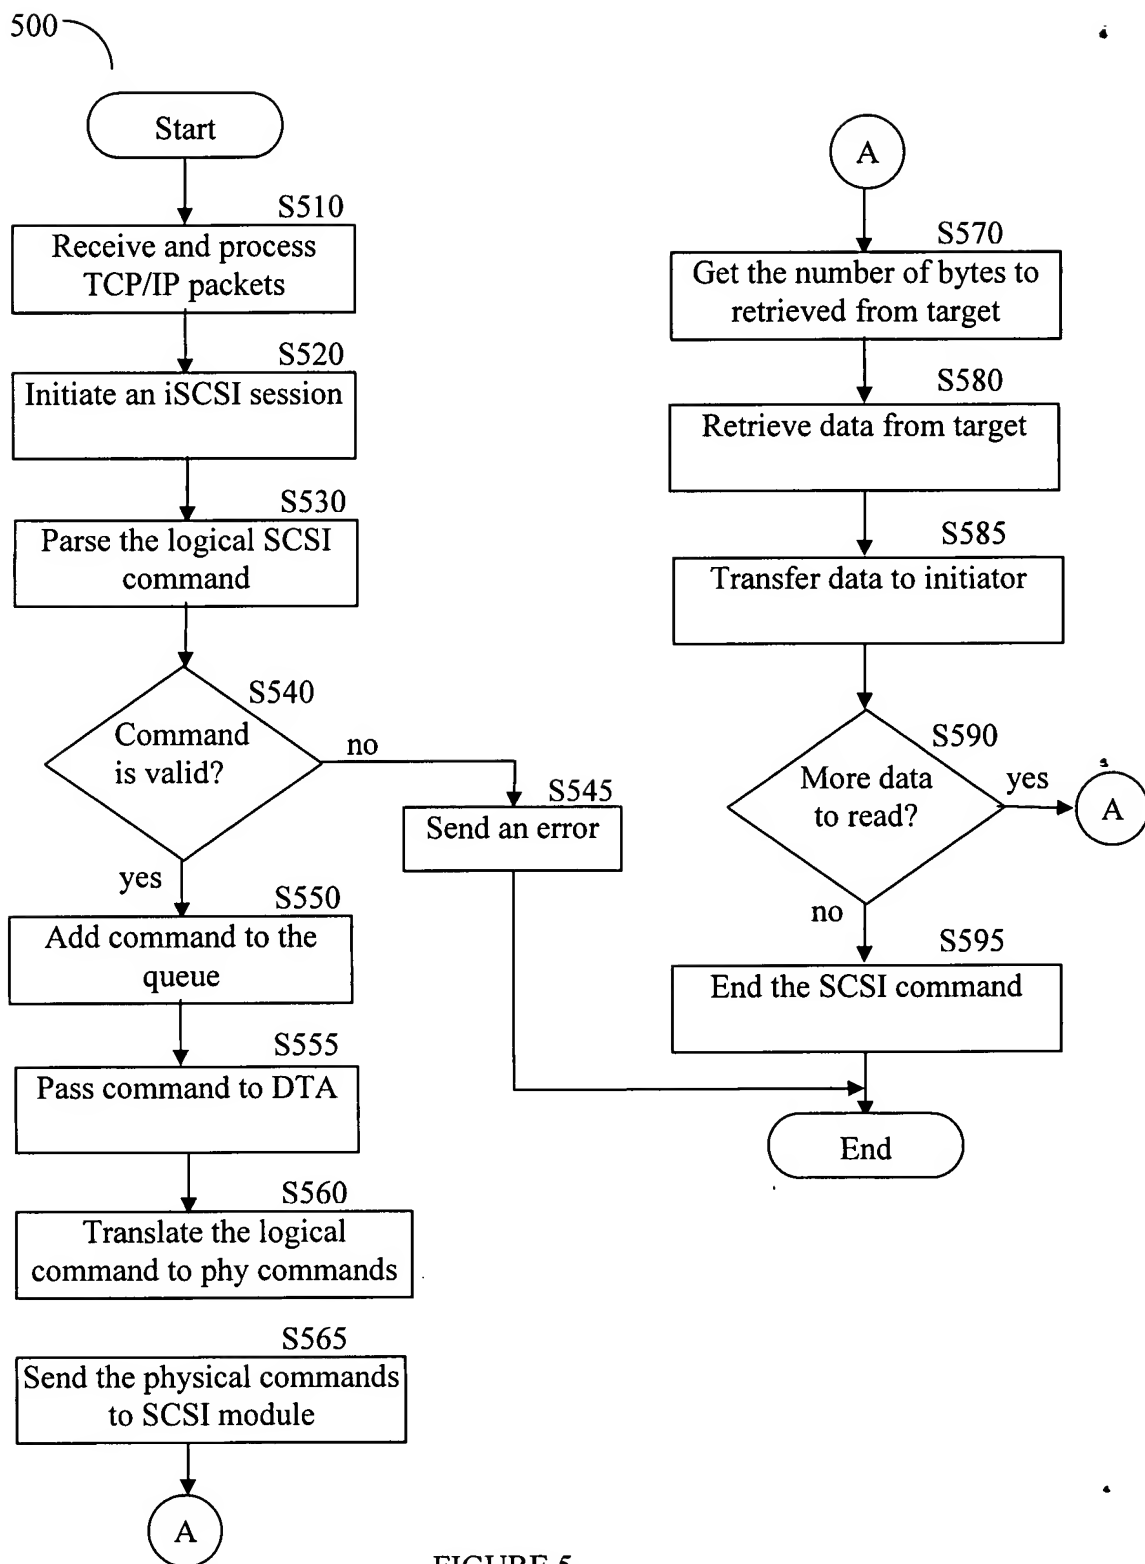 500
Start
S510
Receive and process
TCP/IP packets
S520
Initiate an iSCSI session
S530
Parse the logical SCSI
command
S540
Command
is valid?
no
S545
Send an error
yes
S550
Add command to the
queue
S555
Pass command to DTA
S560
Translate the logical
command to phy commands
S565
Send the physical commands
to SCSI module
A
A
S570
Get the number of bytes to
retrieved from target
S580
Retrieve data from target
S585
Transfer data to initiator
S590
More data
to read?
yes
A
no
S595
End the SCSI command
End
FIGURE 5